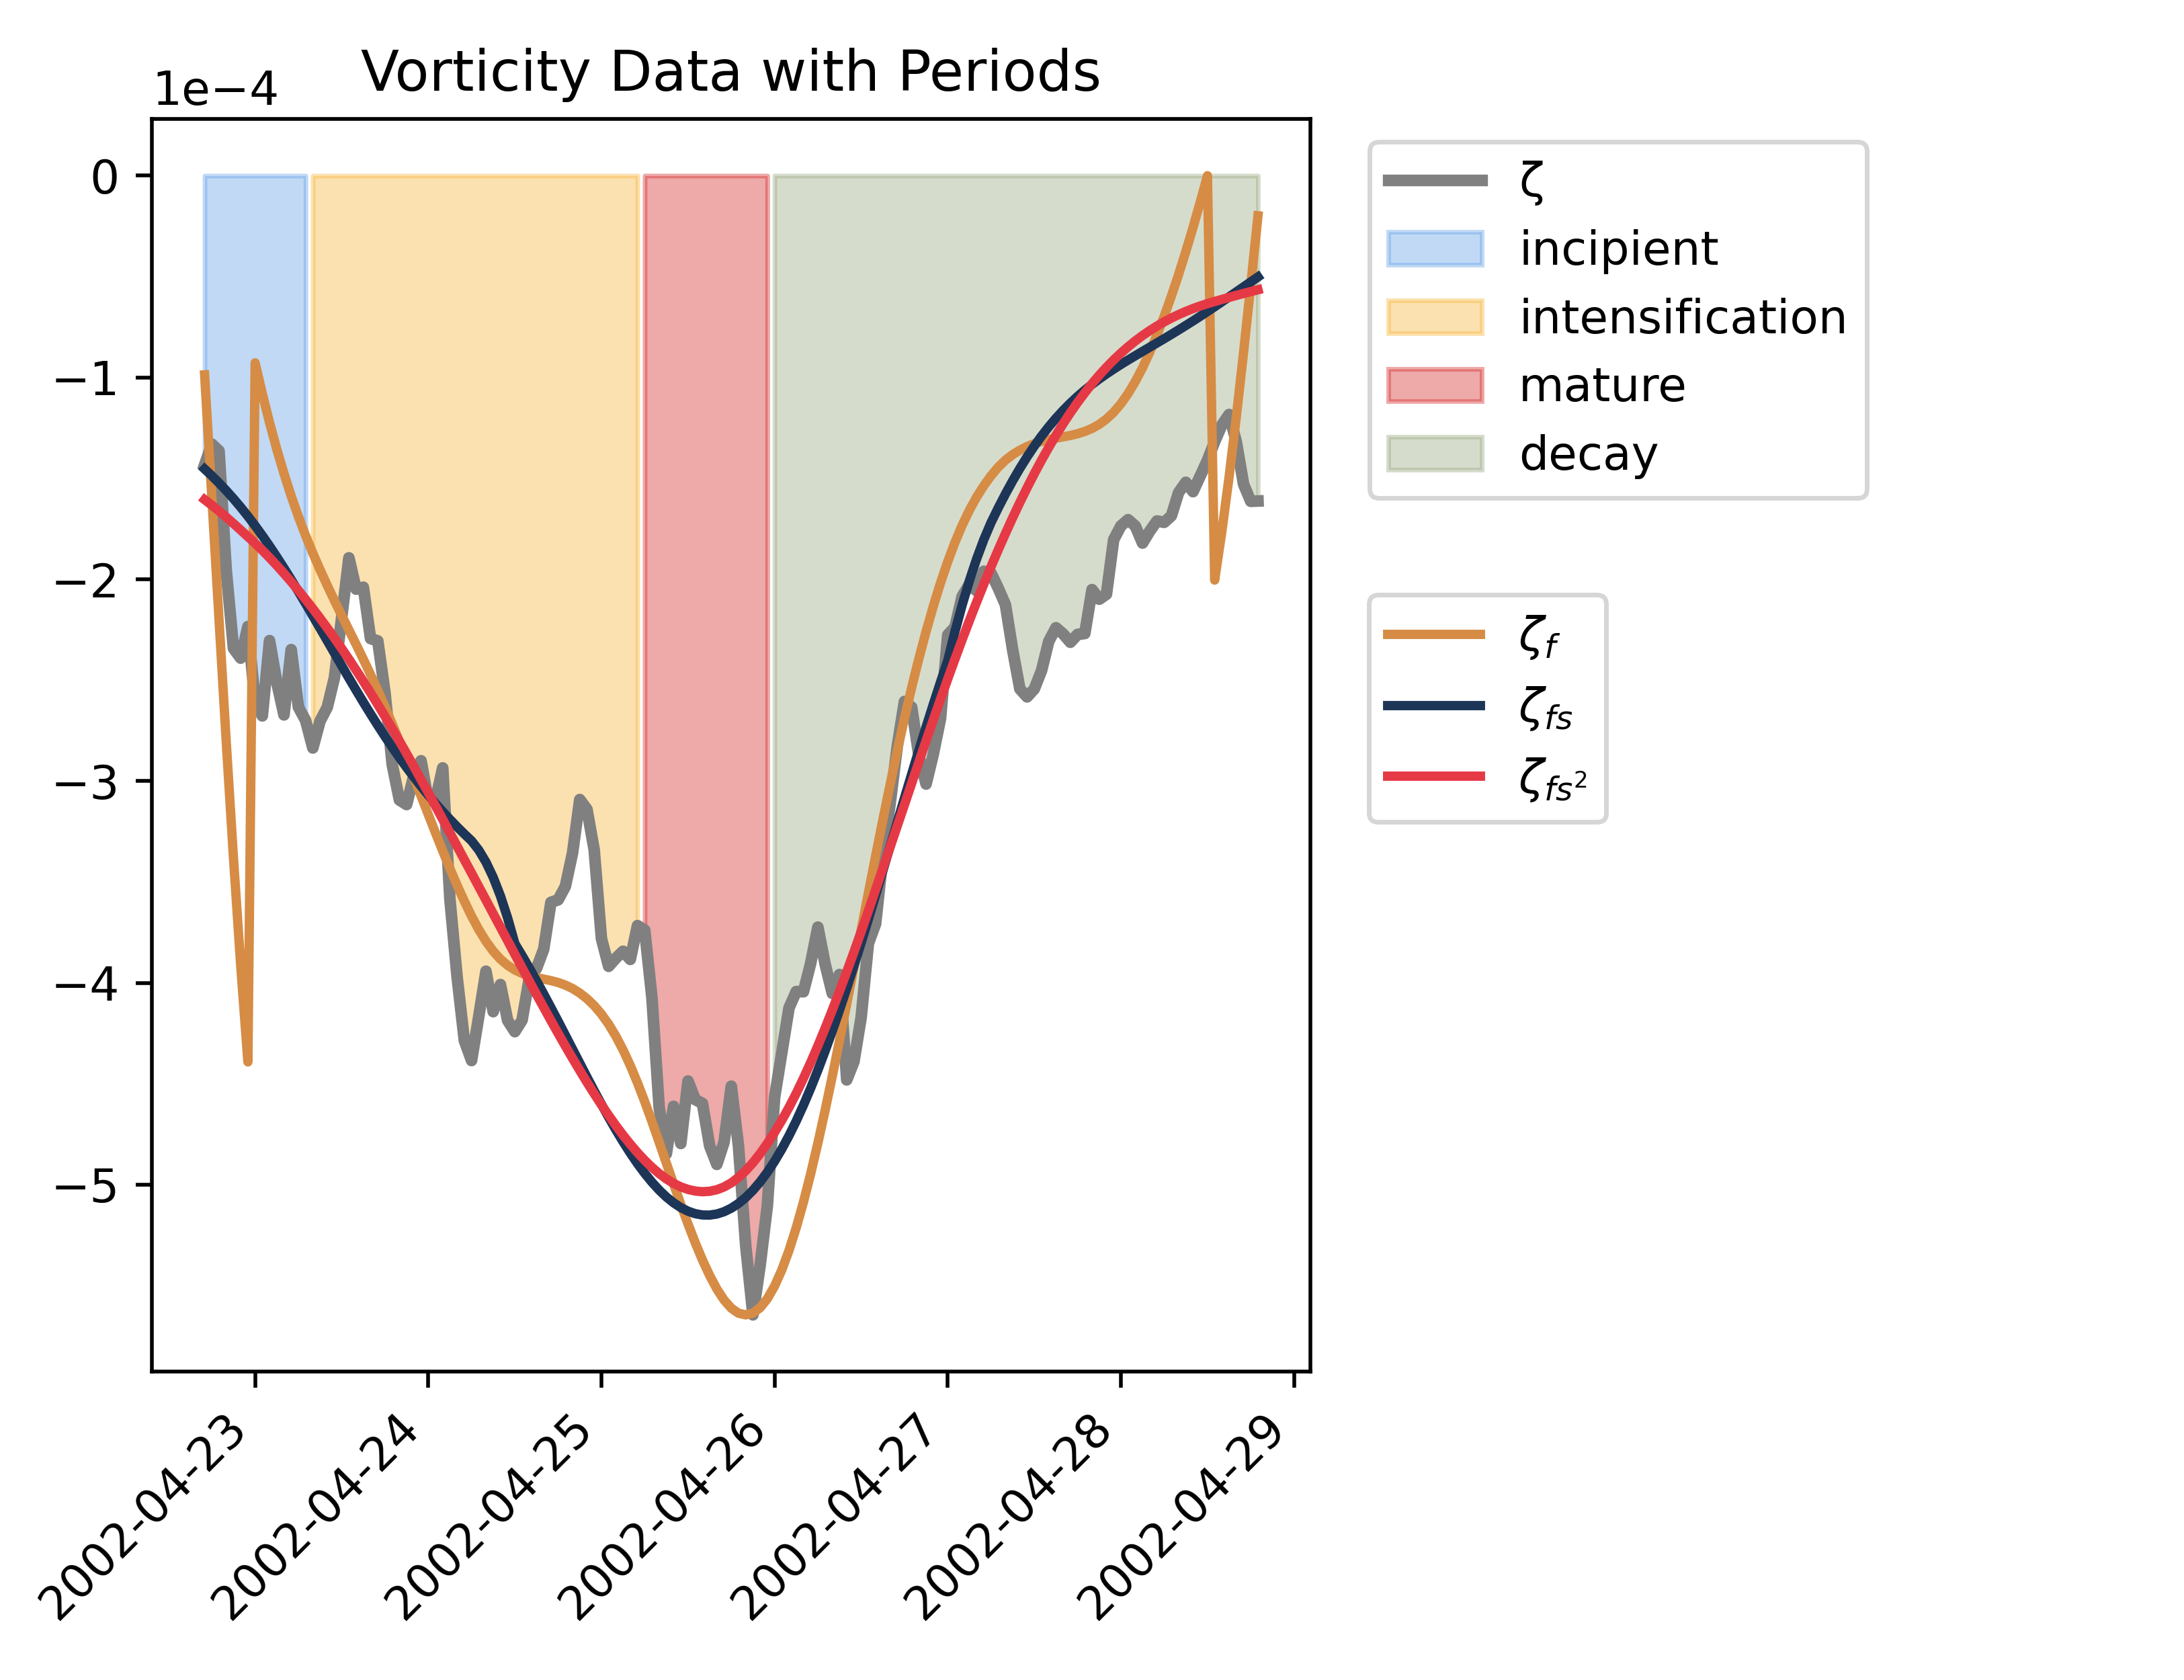 Vorticity Data with Periods
1e−4
0
−1
−2
−3
−4
−5
2002-04-23
2002-04-24
2002-04-25
2002-04-26
2002-04-27
2002-04-28
2002-04-29
ζ
incipient
intensification
mature
decay
ζf
ζfs
ζfs²